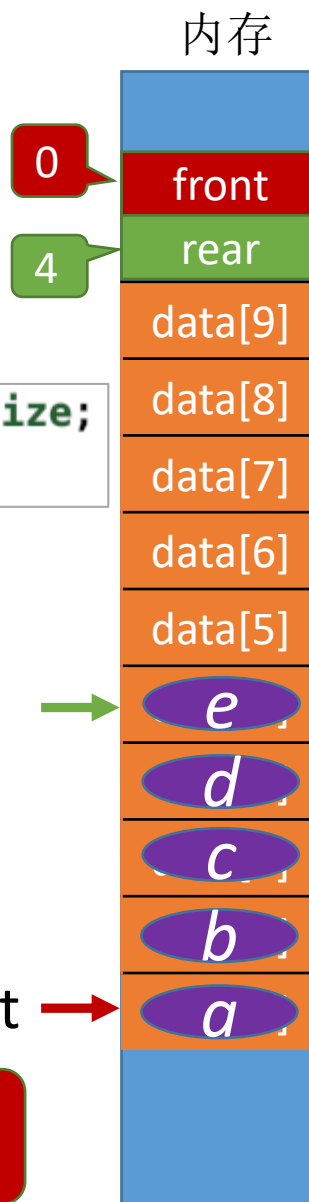 内存
0
front
4
rear
data[9]
ize;
data[8]
data[7]
data[6]
data[5]
e
d
c
b
t
a